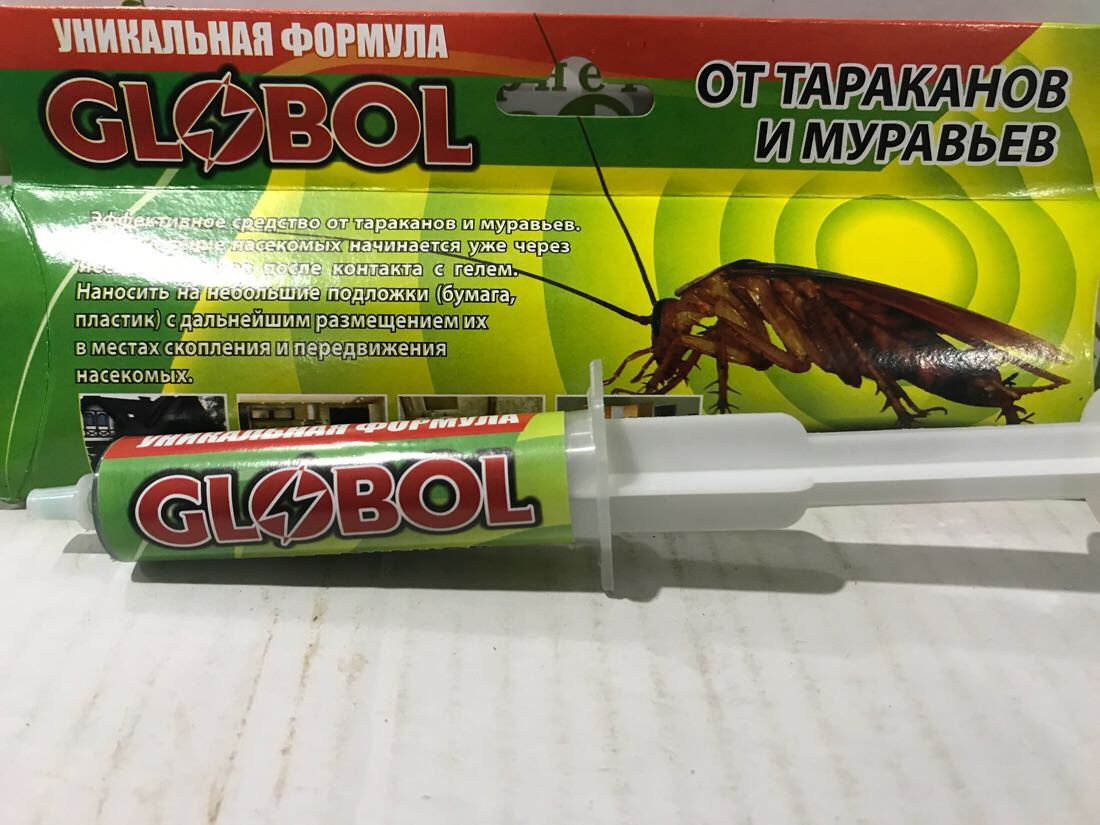 УНИКАЛЬНАЯ ФОРМУЛА
GLOBOL
ОТ ТАРАКАНОВ
И МУРАВЬЕВ
Эффективное средство от тараканов и муравьев.
насекомых начинается уже через
после контакта с гелем.
Наносить на небольшие подложки (бумага,
пластик) с дальнейшим размещением их
в местах скопления и передвижения
насекомых.
УНИКАЛЬНАЯ ФОРМУЛА
GLOBOL